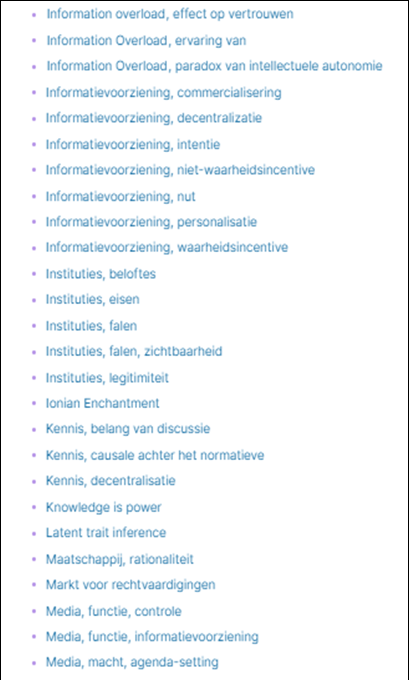 Information overload, effect op vertrouwen
Information Overload, ervaring van
Information Overload, paradox van intellectuele autonomie
Informatievoorziening, commercialisering
Informatievoorziening, decentralizatie
Informatievoorziening, intentie
Informatievoorziening, niet-waarheidsincentive
Informatievoorziening, nut
Informatievoorziening, personalisatie
Informatievoorziening, waarheidsincentive
Instituties, beloftes
Instituties, eisen
Instituties, falen
Instituties, falen, zichtbaarheid
Instituties, legitimiteit
Ionian Enchantment
Kennis, belang van discussie
Kennis, causale achter het normatieve
Kennis, decentralisatie
Knowledge is power
Latent trait inference
Maatschappij, rationaliteit
Markt voor rechtvaardigingen
Media, functie, controle
Media, functie, informatievoorziening
Media, macht, agenda-setting